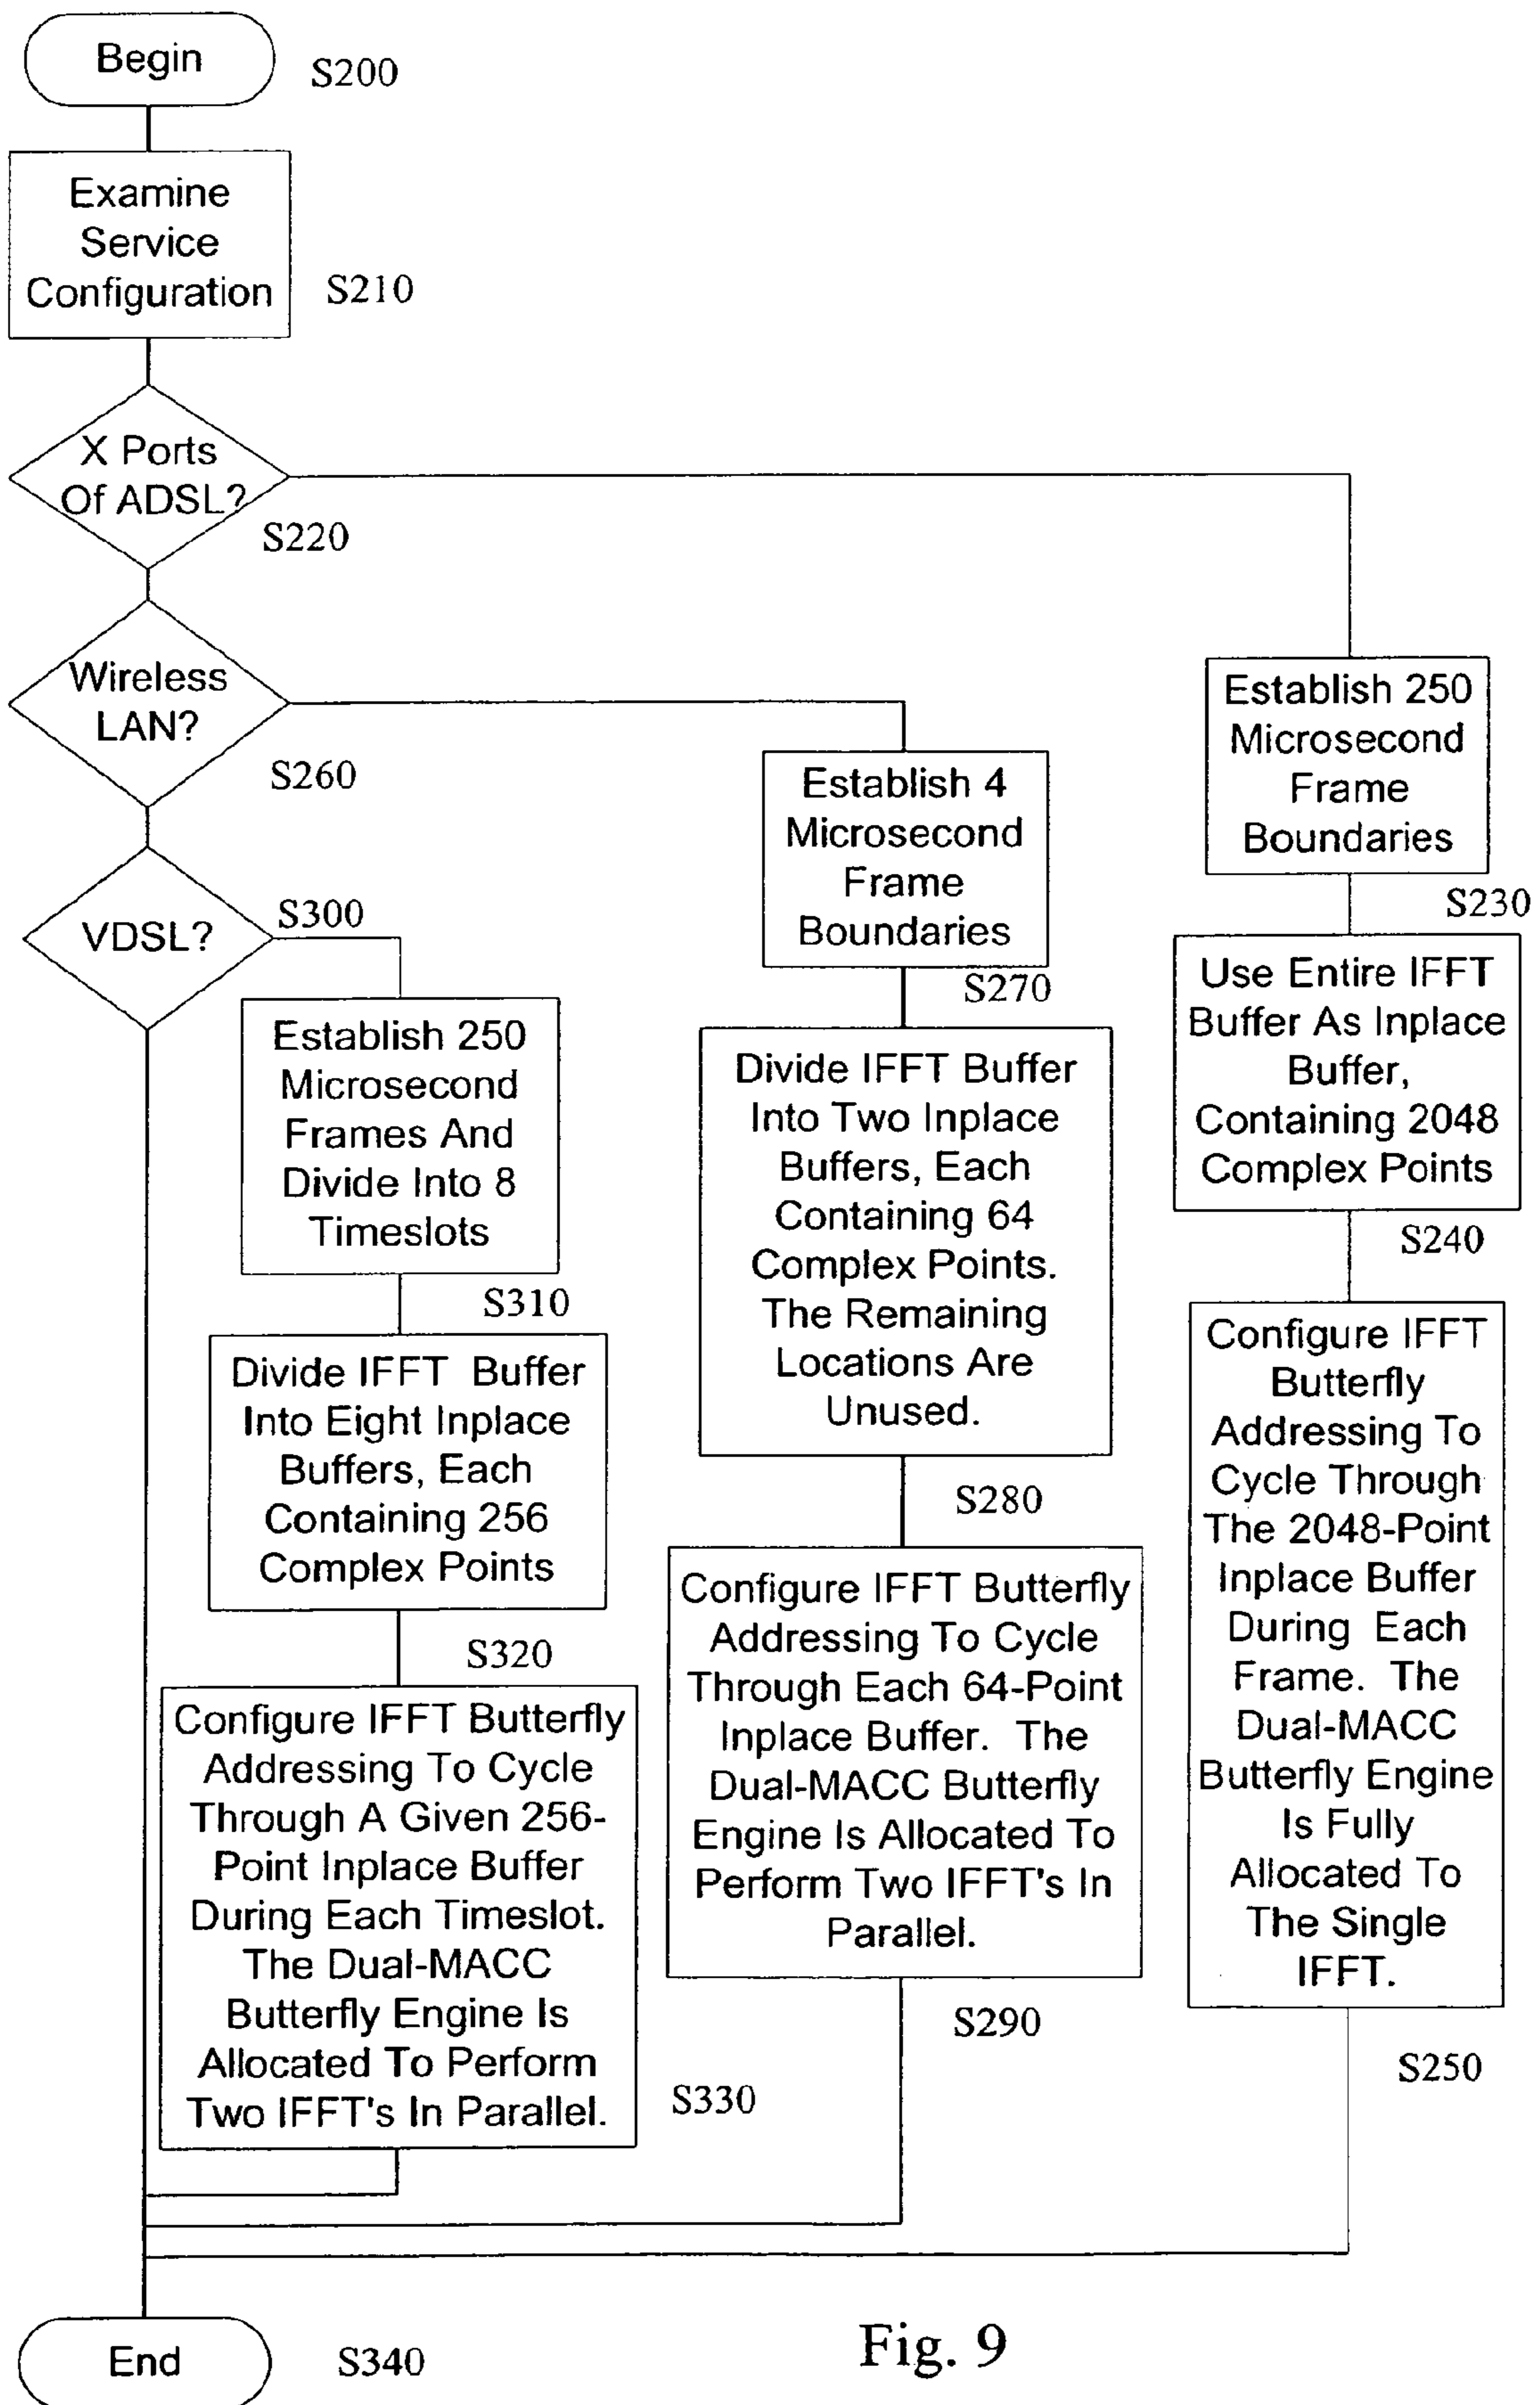 Begin
S200
Examine
Service
Configuration
S210
X Ports
Of ADSL?
S220
Wireless
LAN?
S260
VDSL?
S300
Establish 250
Microsecond
Frames And
Divide Into 8
Timeslots
S310
Divide IFFT Buffer
Into Eight Inplace
Buffers, Each
Containing 256
Complex Points
S320
Configure IFFT Butterfly
Addressing To Cycle
Through A Given 256-
Point Inplace Buffer
During Each Timeslot.
The Dual-MACC
Butterfly Engine Is
Allocated To Perform
Two IFFT's In Parallel.
S330
Establish 4
Microsecond
Frame
Boundaries
S270
Divide IFFT Buffer
Into Two Inplace
Buffers, Each
Containing 64
Complex Points.
The Remaining
Locations Are
Unused.
S280
Configure IFFT Butterfly
Addressing To Cycle
Through Each 64-Point
Inplace Buffer. The
Dual-MACC Butterfly
Engine Is Allocated To
Perform Two IFFT's In
Parallel.
S290
Establish 250
Microsecond
Frame
Boundaries
S230
Use Entire IFFT
Buffer As Inplace
Buffer,
Containing 2048
Complex Points
S240
Configure IFFT
Butterfly
Addressing To
Cycle Through
The 2048-Point
Inplace Buffer
During Each
Frame. The
Dual-MACC
Butterfly Engine
Is Fully
Allocated To
The Single
IFFT.
S250
End
S340
Fig. 9